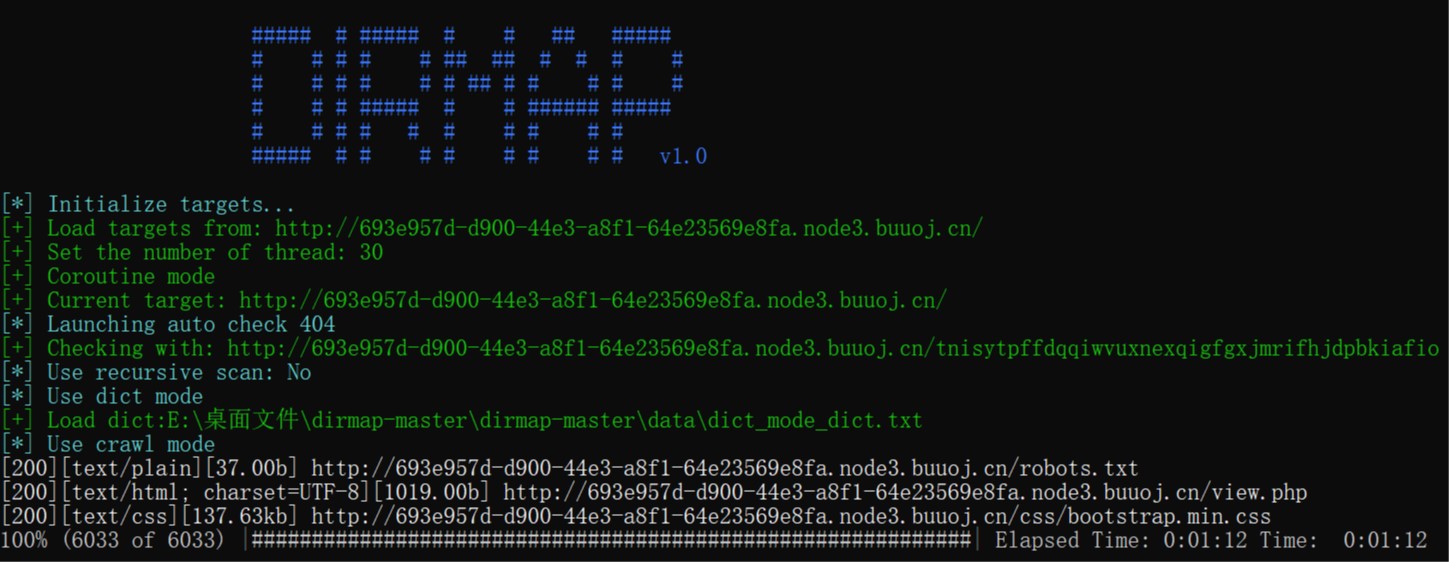 DIRMAP
v1.0
[*] Initialize targets...
[+] Load targets from: http://693e957d-d900-44e3-a8f1-64e23569e8fa.node3.buuoj.cn/
[+] Set the number of thread: 30
[+] Coroutine mode
[+] Current target: http://693e957d-d900-44e3-a8f1-64e23569e8fa.node3.buuoj.cn/
[*] Launching auto check 404
[+] Checking with: http://693e957d-d900-44e3-a8f1-64e23569e8fa.node3.buuoj.cn/tnisytpffdqqiwvuxnexqigfgxjmrifhjdpbkiafio
[*] Use recursive scan: No
[*] Use dict mode
[+] Load dict:E:\桌面文件\dirmap-master\dirmap-master\data\dict_mode_dict.txt
[*] Use crawl mode
[200][text/plain][37.00b] http://693e957d-d900-44e3-a8f1-64e23569e8fa.node3.buuoj.cn/robots.txt
[200][text/html; charset=UTF-8][1019.00b] http://693e957d-d900-44e3-a8f1-64e23569e8fa.node3.buuoj.cn/view.php
[200][text/css][137.63kb] http://693e957d-d900-44e3-a8f1-64e23569e8fa.node3.buuoj.cn/css/bootstrap.min.css
100% (6033 of 6033) |############################################################| Elapsed Time: 0:01:12 Time:  0:01:12